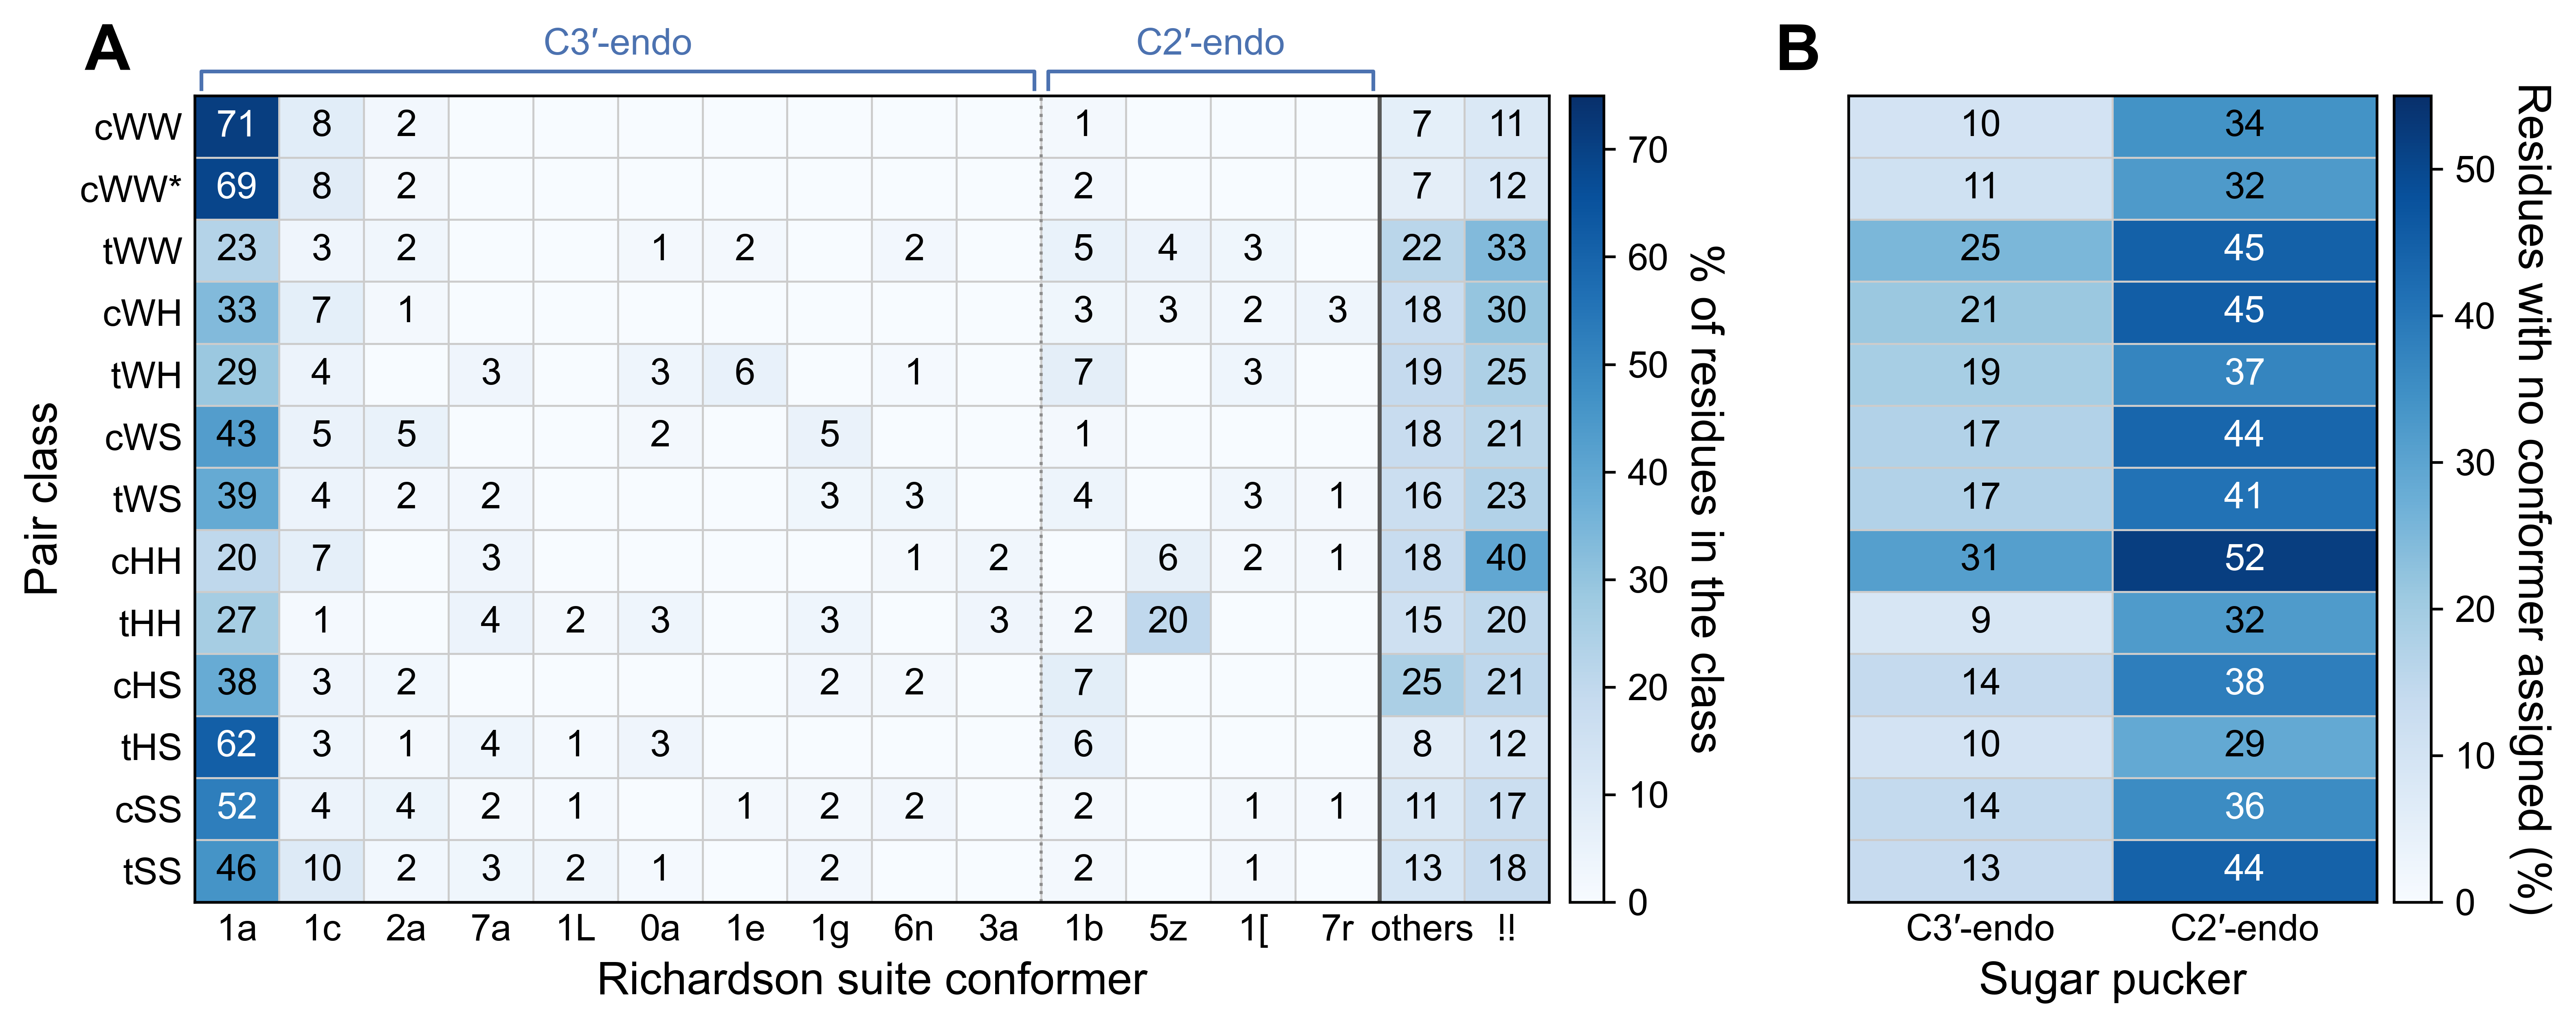 A
C3′-endo
C2′-endo
B
cWW 71 8 2 1 7 11
cWW* 69 8 2 2 7 12
tWW 23 3 2 1 2 2 5 4 3 22 33
cWH 33 7 1 3 3 2 3 18 30
tWH 29 4 3 3 6 1 7 3 19 25
cWS 43 5 5 2 5 1 18 21
tWS 39 4 2 2 3 3 4 3 1 16 23
cHH 20 7 3 1 2 6 2 1 18 40
tHH 27 1 4 2 3 3 3 2 20 15 20
cHS 38 3 2 2 2 7 25 21
tHS 62 3 1 4 1 3 6 8 12
cSS 52 4 4 2 1 1 2 2 2 1 1 11 17
tSS 46 10 2 3 2 1 2 2 1 13 18
1a 1c 2a 7a 1L 0a 1e 1g 6n 3a 1b 5z 1[ 7r others !!
Richardson suite conformer
Pair class
70
60
50
40
30
20
10
0
% of residues in the class
10 34
11 32
25 45
21 45
19 37
17 44
17 41
31 52
9 32
14 38
10 29
14 36
13 44
C3′-endo C2′-endo
Sugar pucker
50
40
30
20
10
0
Residues with no conformer assigned (%)